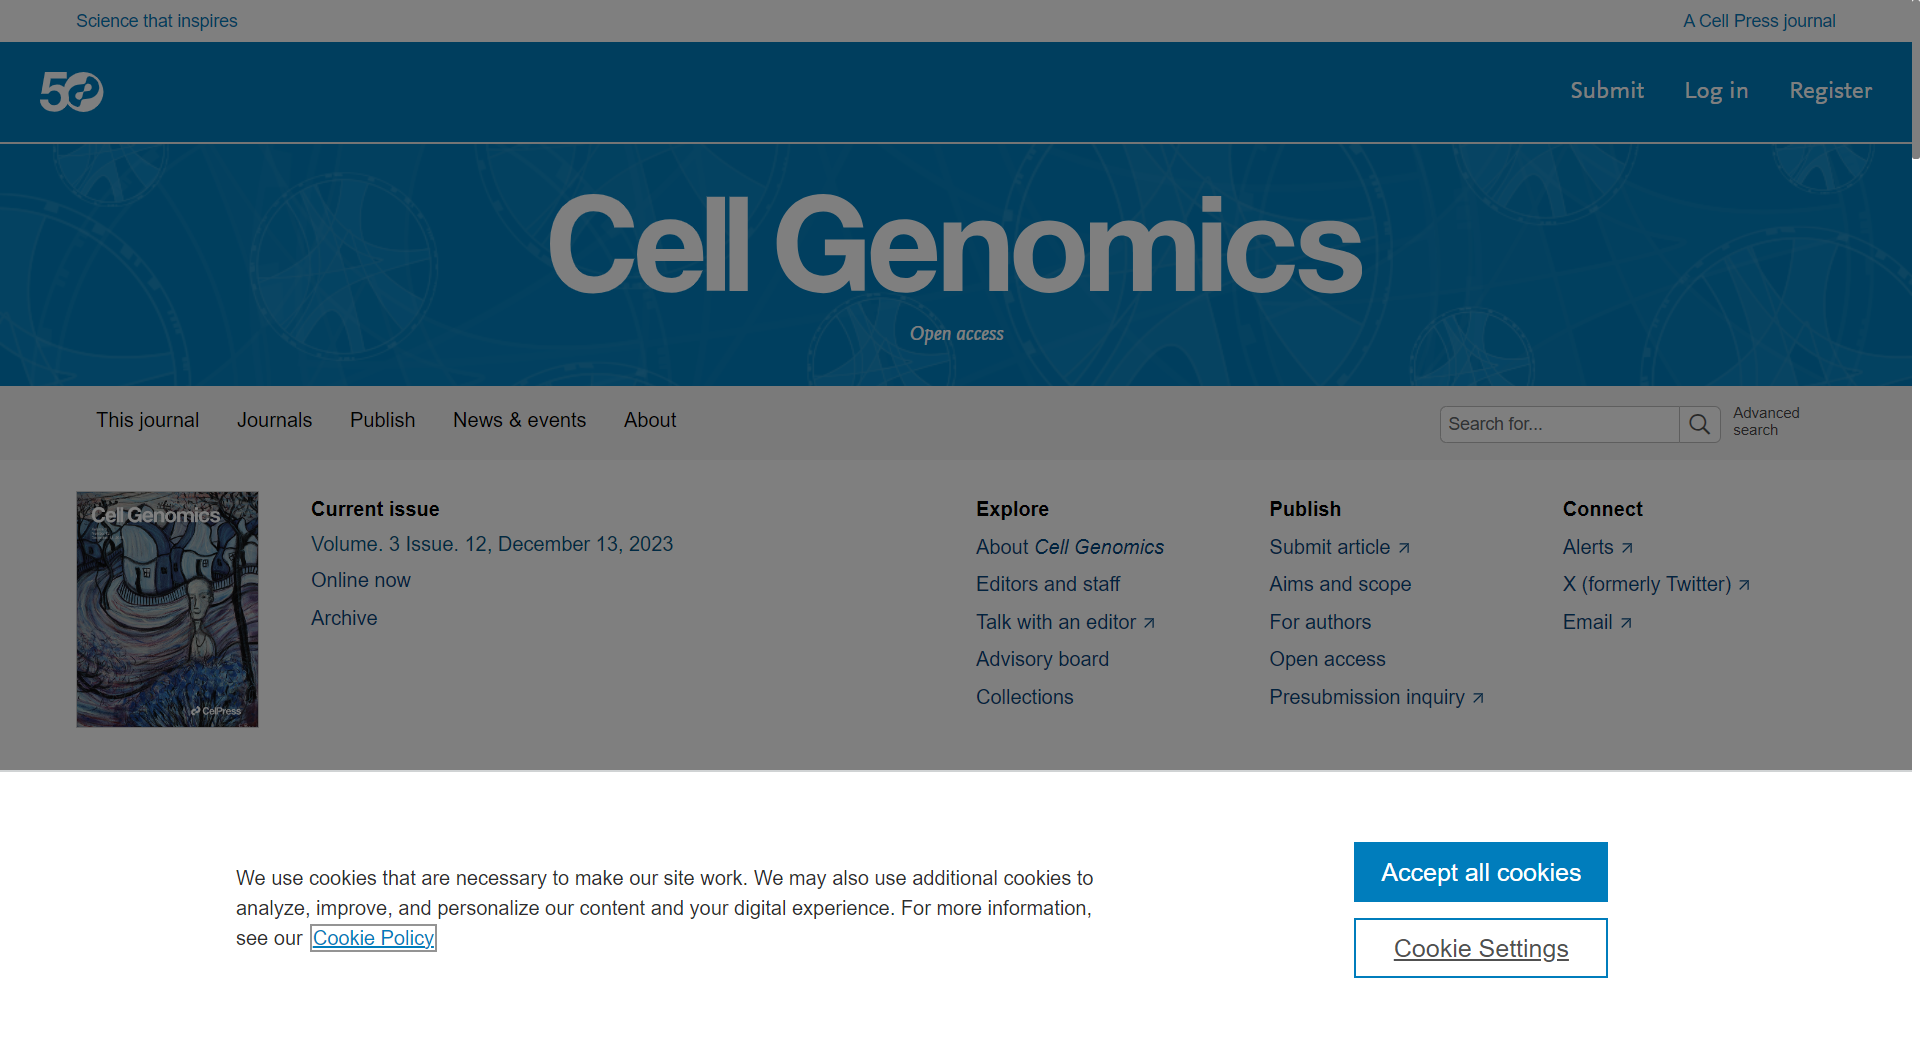 Science that inspires
A Cell Press journal
50
Submit
Log in
Register
Cell Genomics
Open access
This journal
Journals
Publish
News & events
About
Search for...
Advanced
search
Cell Genomics
CellPress
Current issue
Volume. 3 Issue. 12, December 13, 2023
Online now
Archive
Explore
About Cell Genomics
Editors and staff
Talk with an editor
Advisory board
Collections
Publish
Submit article
Aims and scope
For authors
Open access
Presubmission inquiry
Connect
Alerts
X (formerly Twitter)
Email
We use cookies that are necessary to make our site work. We may also use additional cookies to
analyze, improve, and personalize our content and your digital experience. For more information,
see our Cookie Policy
Accept all cookies
Cookie Settings